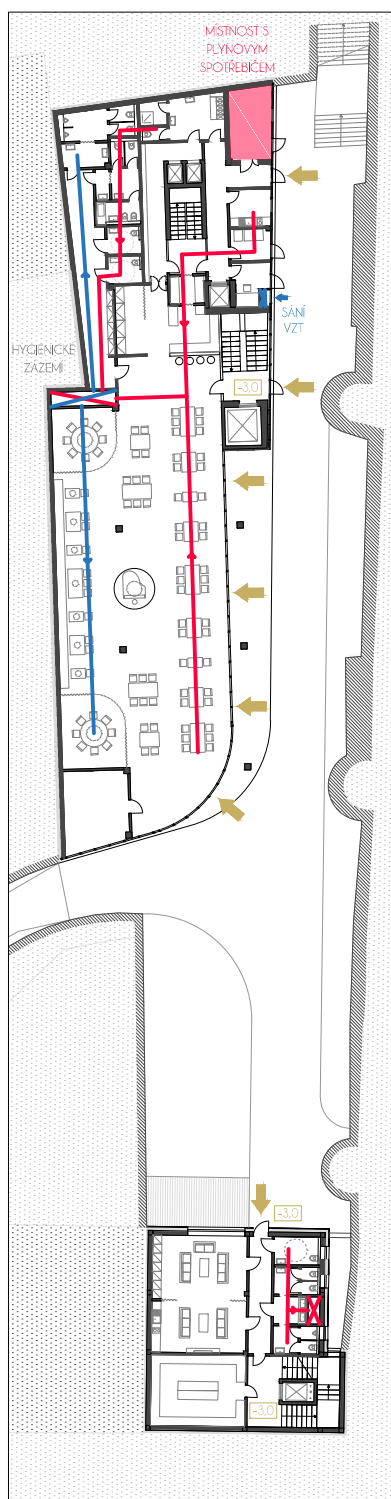 MÍSTNOST S
PLYNOVÝM
SPOTŘEBIČEM
SÁNÍ
VZT
HYGIENICKÉ
ZÁZEMÍ
-3,0
-3,0
-3,0